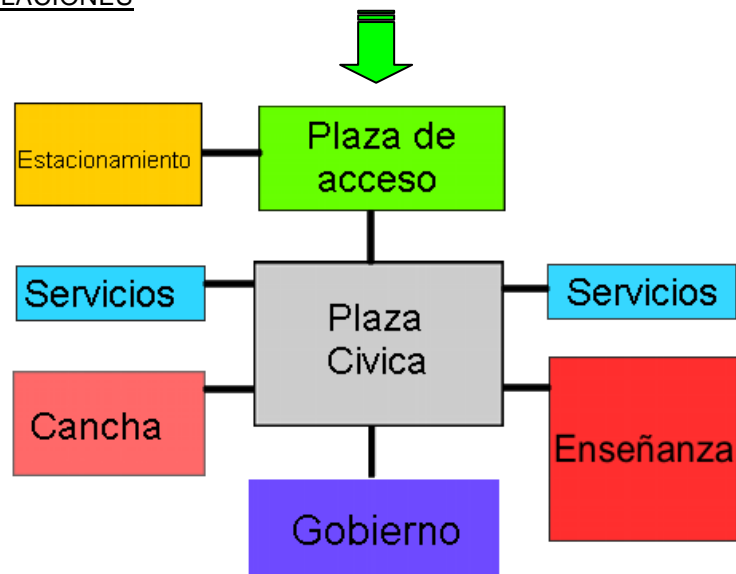 Estacionamiento
Plaza de
acceso
Servicios
Plaza
Civica
Servicios
Cancha
Enseñanza
Gobierno